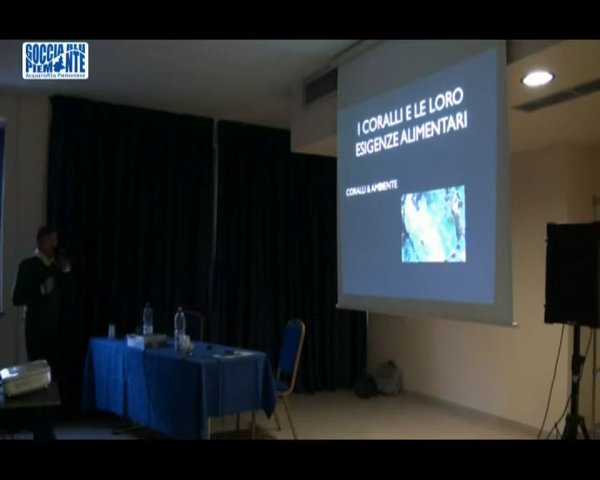 GOCCIA BLU
PIEMONTE
Acquariofilia Piemontese
I CORALLI E LE LORO
ESIGENZE ALIMENTARI
CORALLI & AMBIENTE